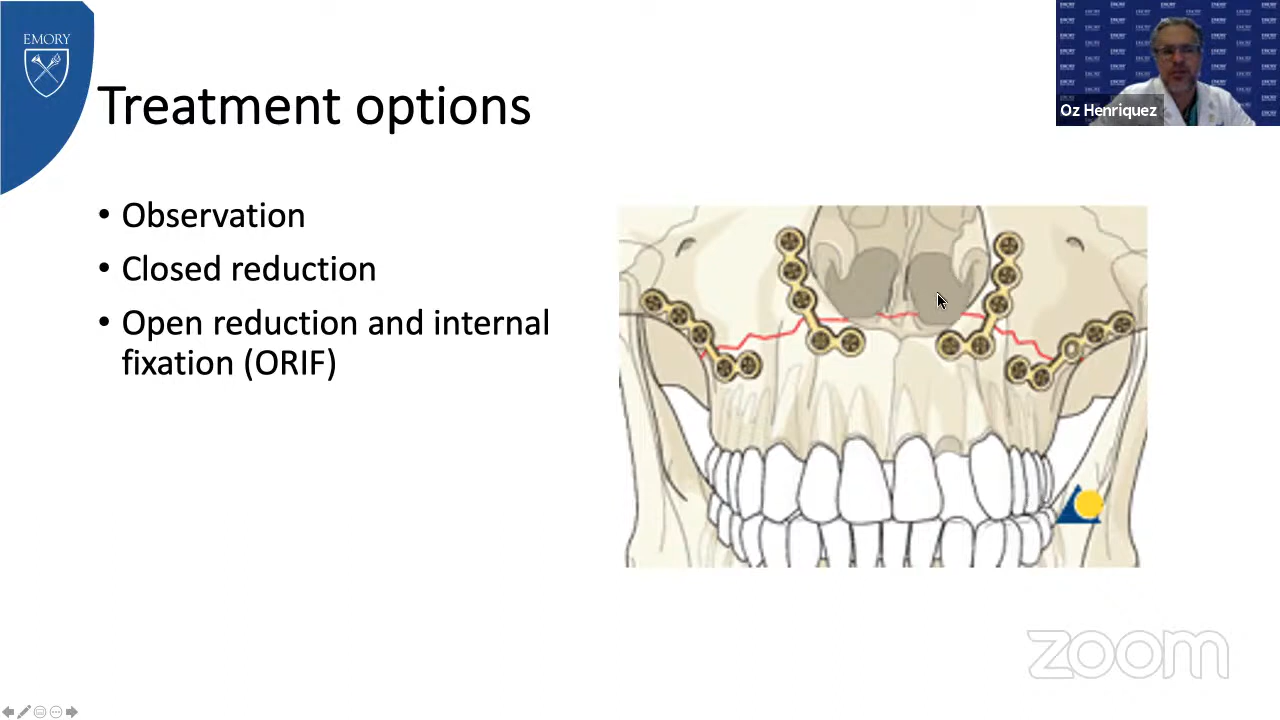 EMORY
Treatment options
Oz Henriquez
• Observation
• Closed reduction
• Open reduction and internal
fixation (ORIF)
zoom